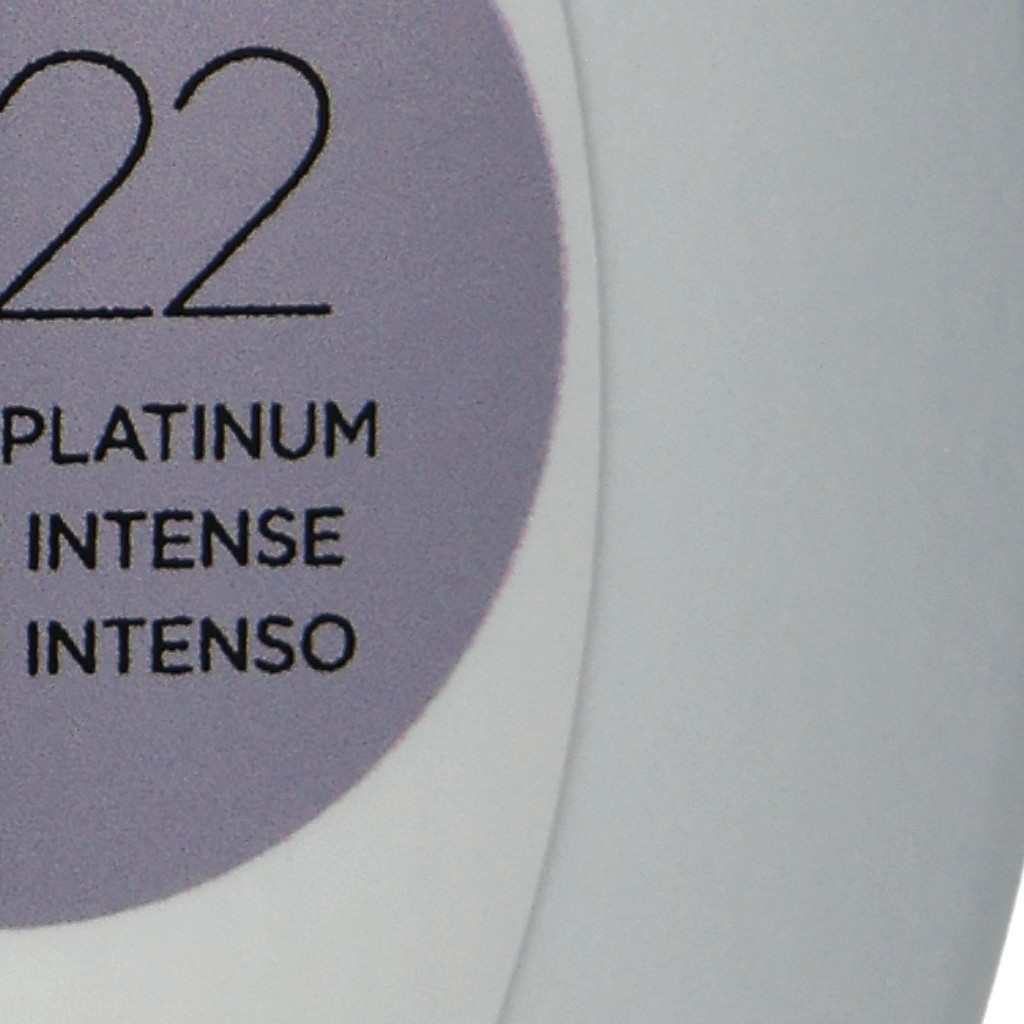 22
PLATINUM
INTENSE
INTENSO